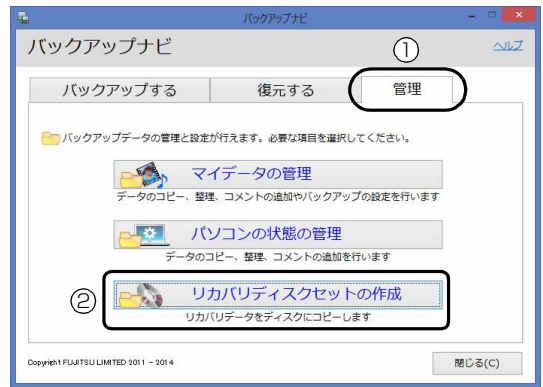 バックアップナビ
バックアップナビ
①
ヘルプ
バックアップする
復元する
管理
バックアップデータの管理と設定が行えます。必要な項目を選択してください。
マイデータの管理
データのコピー、整理、コメントの追加やバックアップの設定を行います
パソコンの状態の管理
データのコピー、整理、コメントの追加を行います
②
リカバリディスクセットの作成
リカバリデータをディスクにコピーします
Copyright FUJITSU LIMITED 2011 - 2014
閉じる(C)